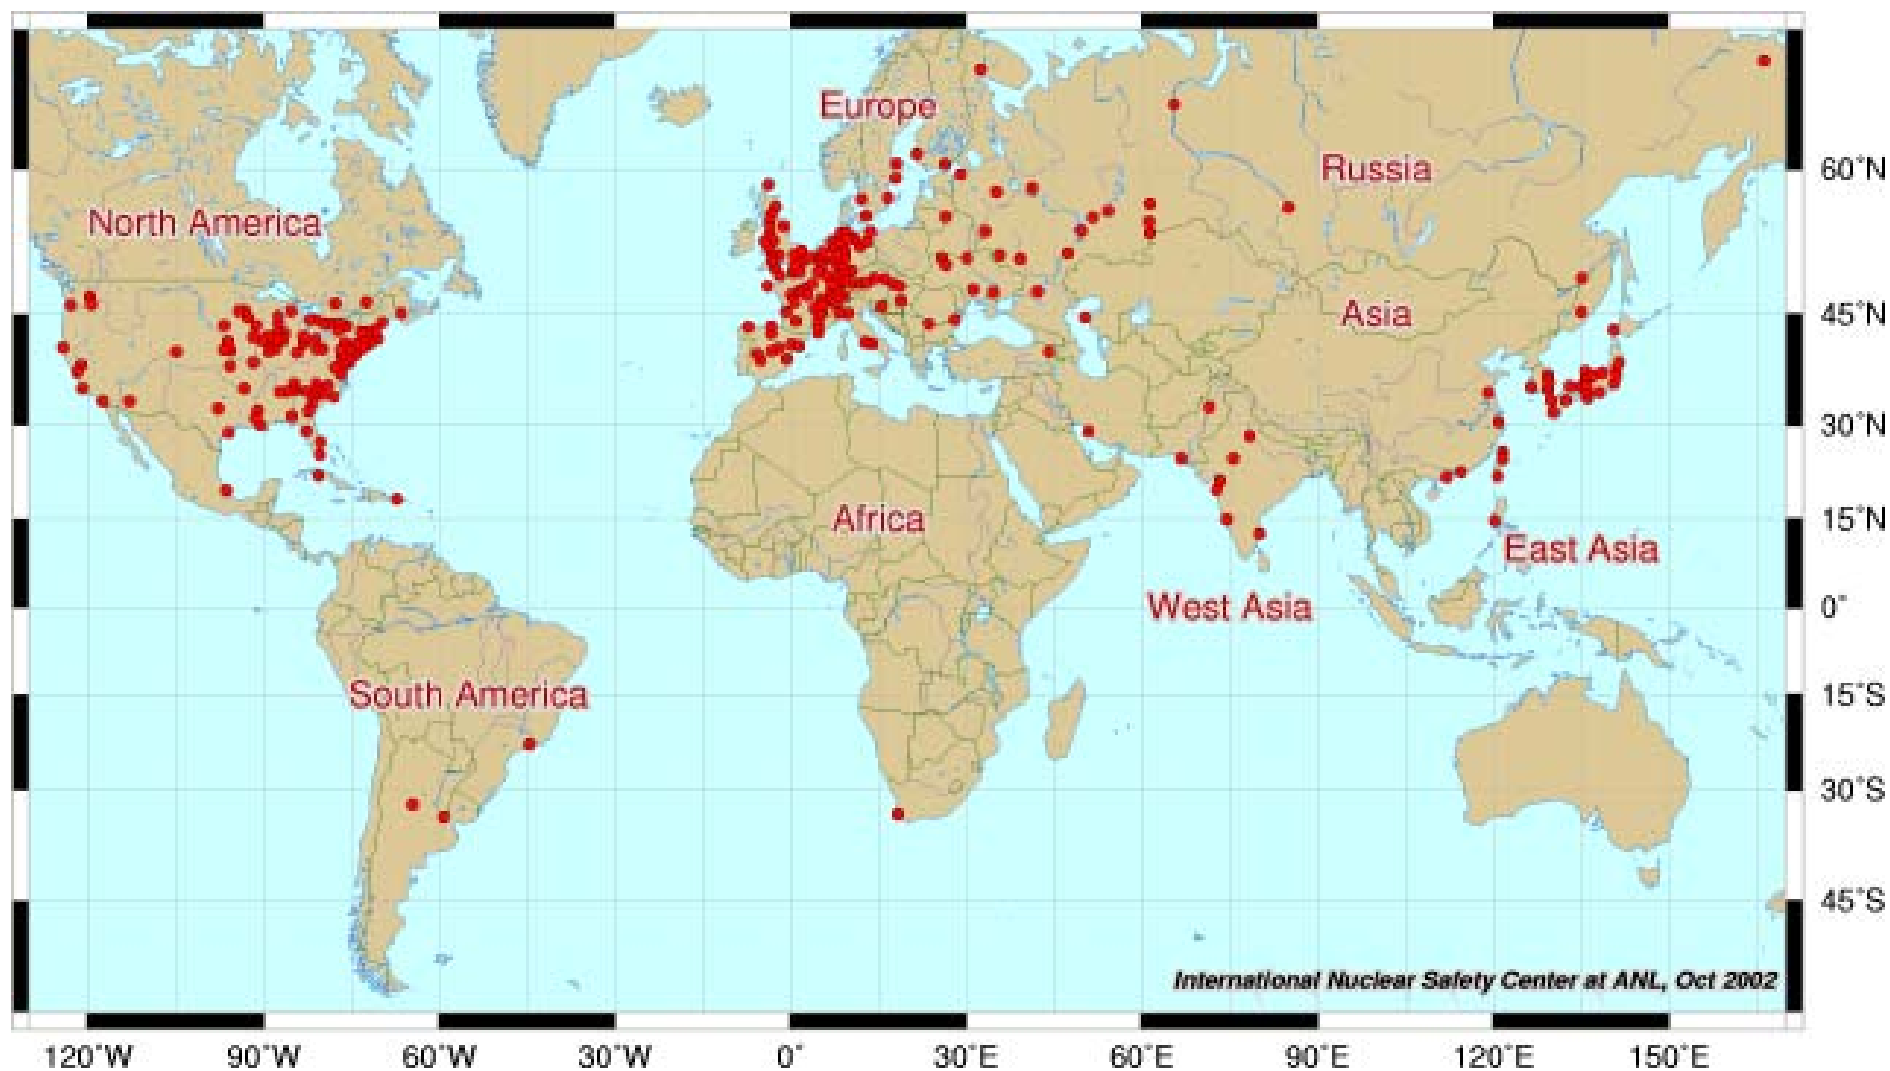 Europe
Russia
60°N
North America
Asia
45°N
30°N
Africa
15°N
East Asia
West Asia
0°
South America
15°S
30°S
45°S
International Nuclear Safety Center at ANL, Oct 2002
120°W 90°W 60°W 30°W 0° 30°E 60°E 90°E 120°E 150°E